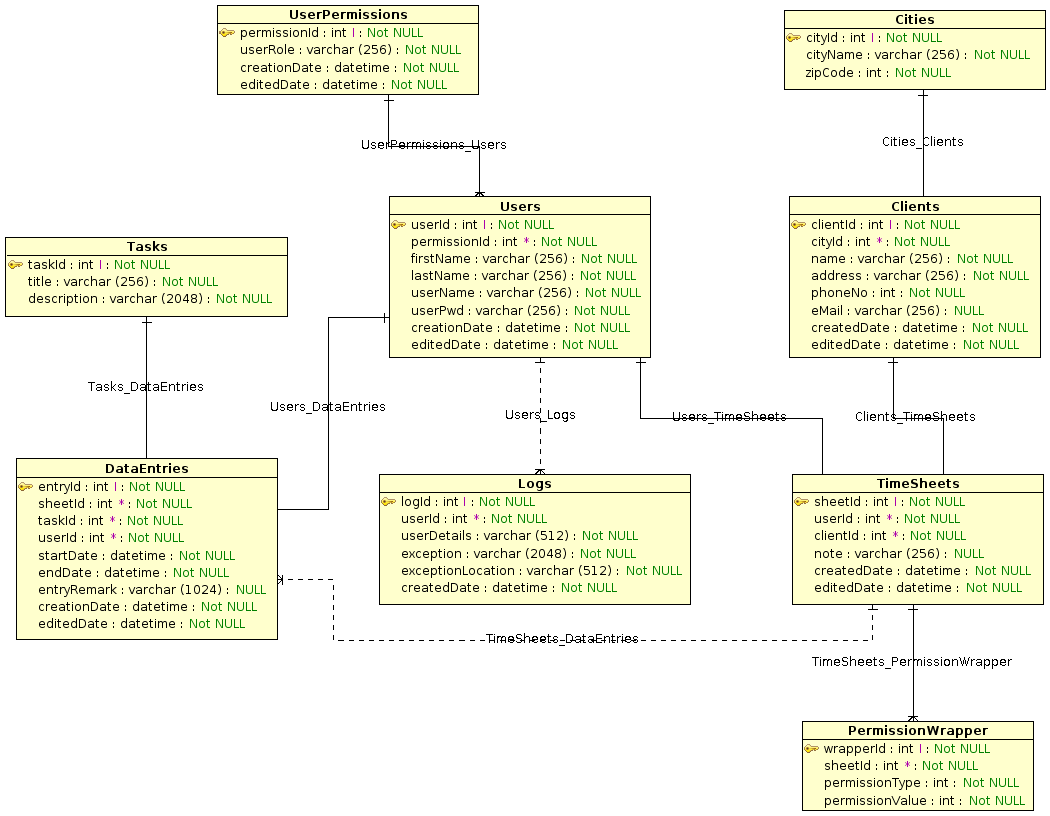 UserPermissions
permissionId : int I : Not NULL
userRole : varchar (256) : Not NULL
creationDate : datetime : Not NULL
editedDate : datetime : Not NULL
Cities
cityId : int I : Not NULL
cityName : varchar (256) : Not NULL
zipCode : int : Not NULL
UserPermissions_Users
Cities_Clients
Users
userId : int I : Not NULL
permissionId : int * : Not NULL
firstName : varchar (256) : Not NULL
lastName : varchar (256) : Not NULL
userName : varchar (256) : Not NULL
userPwd : varchar (256) : Not NULL
creationDate : datetime : Not NULL
editedDate : datetime : Not NULL
Clients
clientId : int I : Not NULL
cityId : int * : Not NULL
name : varchar (256) : Not NULL
address : varchar (256) : Not NULL
phoneNo : int : Not NULL
eMail : varchar (256) : NULL
createdDate : datetime : Not NULL
editedDate : datetime : Not NULL
Tasks
taskId : int I : Not NULL
title : varchar (256) : Not NULL
description : varchar (2048) : Not NULL
Tasks_DataEntries
Users_DataEntries
Users_Logs
Users_TimeSheets
Clients_TimeSheets
DataEntries
entryId : int I : Not NULL
sheetId : int * : Not NULL
taskId : int * : Not NULL
userId : int * : Not NULL
startDate : datetime : Not NULL
endDate : datetime : Not NULL
entryRemark : varchar (1024) : NULL
creationDate : datetime : Not NULL
editedDate : datetime : Not NULL
Logs
logId : int I : Not NULL
userId : int * : Not NULL
userDetails : varchar (512) : Not NULL
exception : varchar (2048) : Not NULL
exceptionLocation : varchar (512) : Not NULL
createdDate : datetime : Not NULL
TimeSheets
sheetId : int I : Not NULL
userId : int * : Not NULL
clientId : int * : Not NULL
note : varchar (256) : NULL
createdDate : datetime : Not NULL
editedDate : datetime : Not NULL
TimeSheets_DataEntries
TimeSheets_PermissionWrapper
PermissionWrapper
wrapperId : int I : Not NULL
sheetId : int * : Not NULL
permissionType : int : Not NULL
permissionValue : int : Not NULL